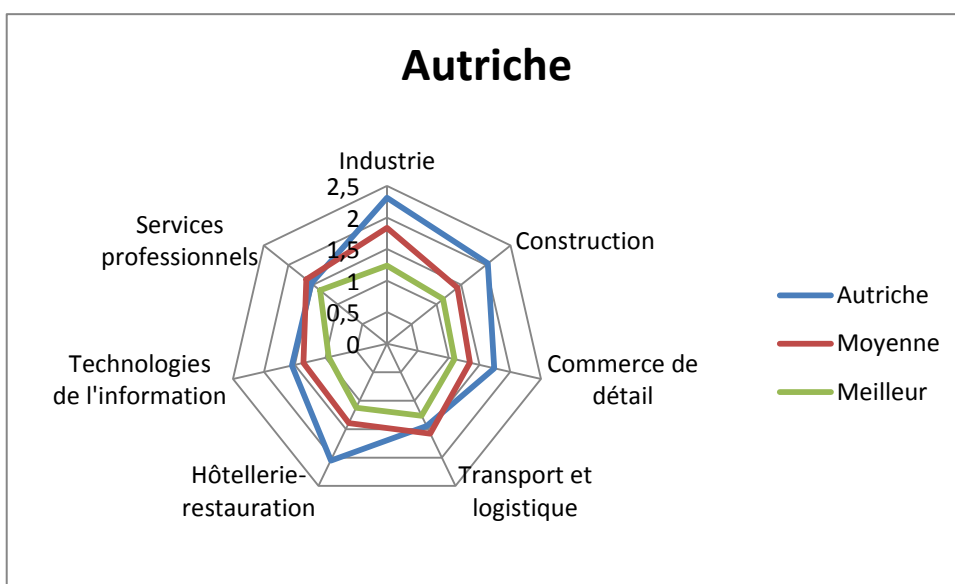 Autriche
Industrie
2,5
2
1,5
1
0,5
0
Construction
Commerce de
détail
Transport et
logistique
Hôtellerie-
restauration
Technologies
de l'information
Services
professionnels
Autriche
Moyenne
Meilleur